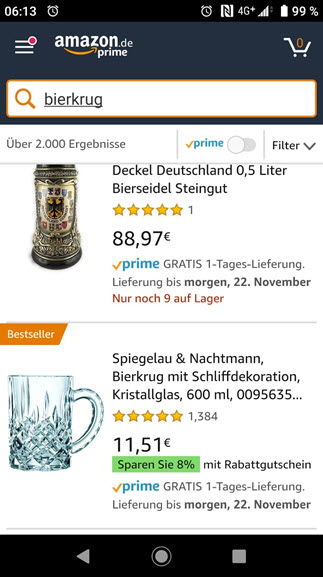 06:13 4G+ 99 %
amazon.de
prime
0
bierkrug
Über 2.000 Ergebnisse
prime
Filter
Deckel Deutschland 0,5 Liter
Bierseidel Steingut
1
88,97€
prime GRATIS 1-Tages-Lieferung.
Lieferung bis morgen, 22. November
Nur noch 9 auf Lager
Bestseller
Spiegelau & Nachtmann,
Bierkrug mit Schliffdekoration,
Kristallglas, 600 ml, 0095635...
1,384
11,51€
Sparen Sie 8% mit Rabattgutschein
prime GRATIS 1-Tages-Lieferung.
Lieferung bis morgen, 22. November